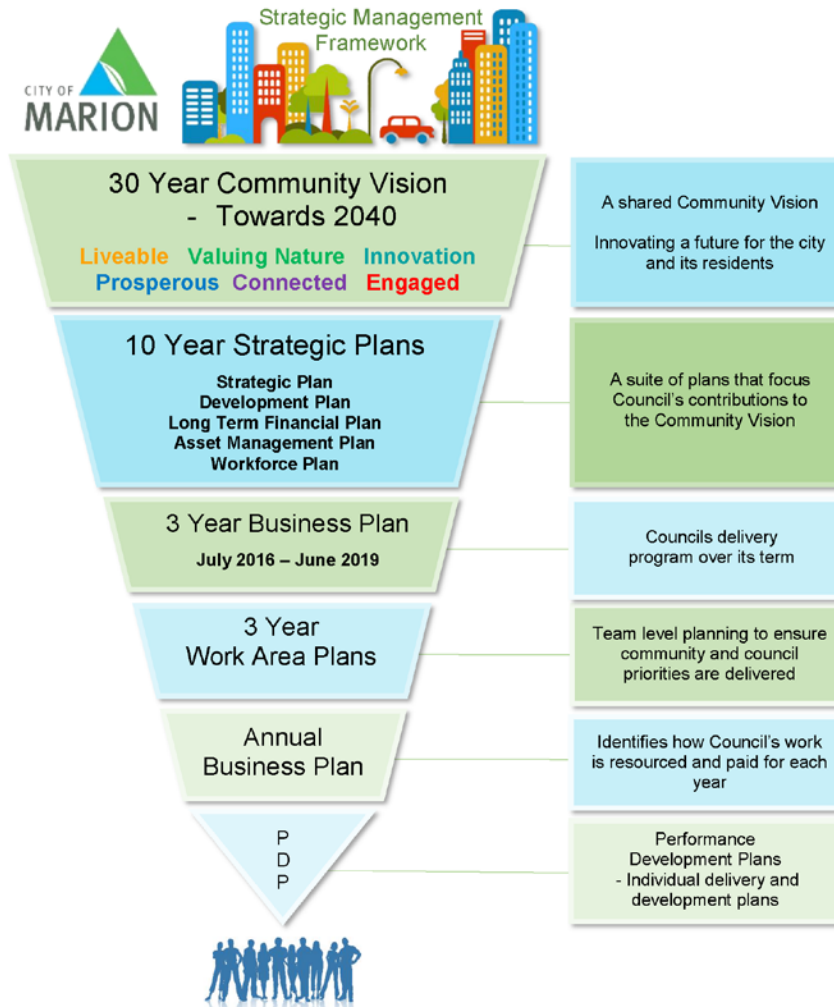 Strategic Management
Framework
CITY OF
MARION
30 Year Community Vision
- Towards 2040
Liveable Valuing Nature Innovation
Prosperous Connected Engaged
A shared Community Vision
Innovating a future for the city
and its residents
10 Year Strategic Plans
Strategic Plan
Development Plan
Long Term Financial Plan
Asset Management Plan
Workforce Plan
A suite of plans that focus
Council's contributions to
the Community Vision
3 Year Business Plan
July 2016 – June 2019
Councils delivery
program over its term
3 Year
Work Area Plans
Team level planning to ensure
community and council
priorities are delivered
Annual
Business Plan
Identifies how Council's work
is resourced and paid for each
year
P
D
P
Performance
Development Plans
- Individual delivery and
development plans